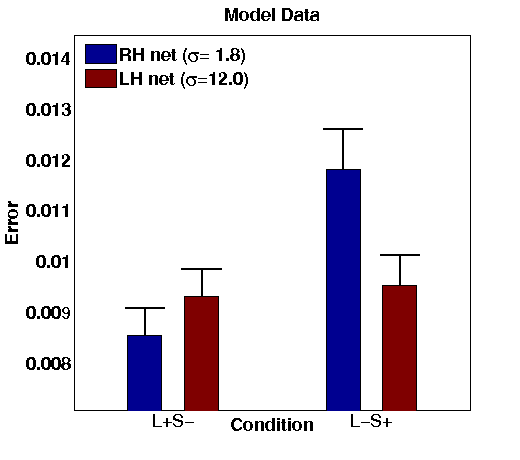 Model Data
0.014
0.013
0.012
0.011
0.01
0.009
0.008
Error
RH net (σ= 1.8)
LH net (σ=12.0)
L+S−
L−S+
Condition